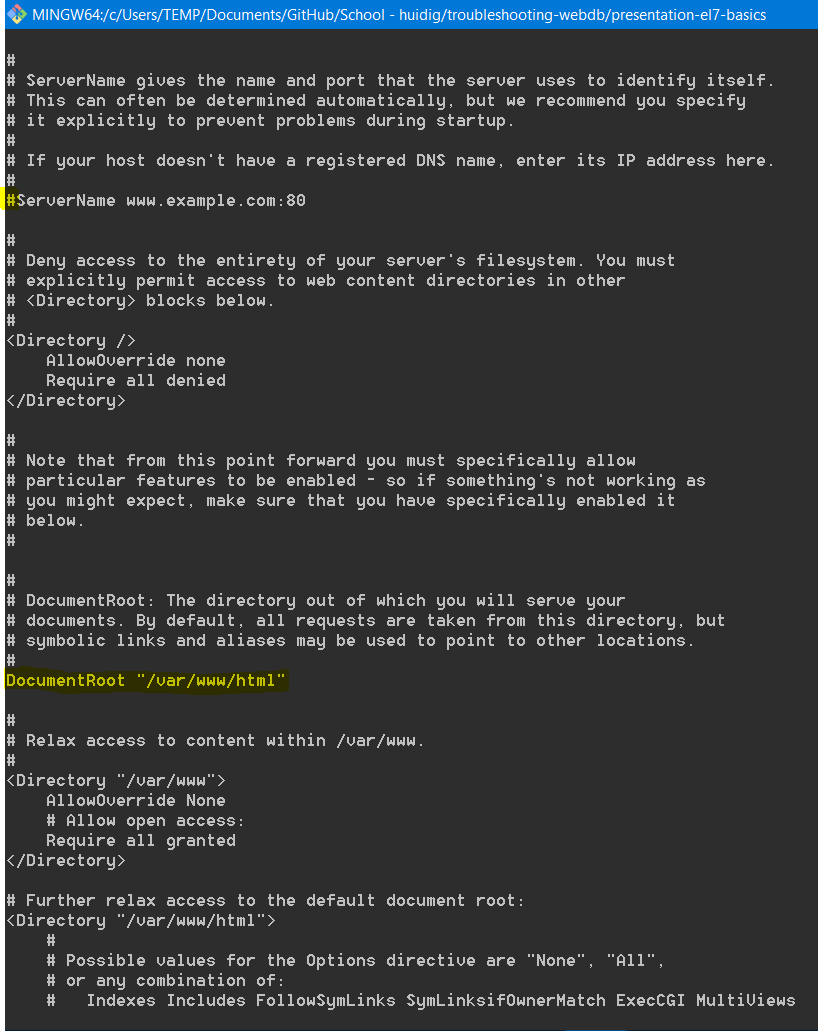 MINGW64:/c/Users/TEMP/Documents/GitHub/School - huidig/troubleshooting-webdb/presentation-el7-basics
#
# ServerName gives the name and port that the server uses to identify itself.
# This can often be determined automatically, but we recommend you specify
# it explicitly to prevent problems during startup.
#
# If your host doesn't have a registered DNS name, enter its IP address here.
#
#ServerName www.example.com:80
#
# Deny access to the entirety of your server's filesystem. You must
# explicitly permit access to web content directories in other
# <Directory> blocks below.
#
<Directory />
    AllowOverride none
    Require all denied
</Directory>
#
# Note that from this point forward you must specifically allow
# particular features to be enabled - so if something's not working as
# you might expect, make sure that you have specifically enabled it
# below.
#
#
# DocumentRoot: The directory out of which you will serve your
# documents. By default, all requests are taken from this directory, but
# symbolic links and aliases may be used to point to other locations.
#
DocumentRoot "/var/www/html"
#
# Relax access to content within /var/www.
#
<Directory "/var/www">
    AllowOverride None
    # Allow open access:
    Require all granted
</Directory>
# Further relax access to the default document root:
<Directory "/var/www/html">
    #
    # Possible values for the Options directive are "None", "All",
    # or any combination of:
    #   Indexes Includes FollowSymLinks SymLinksifOwnerMatch ExecCGI MultiViews